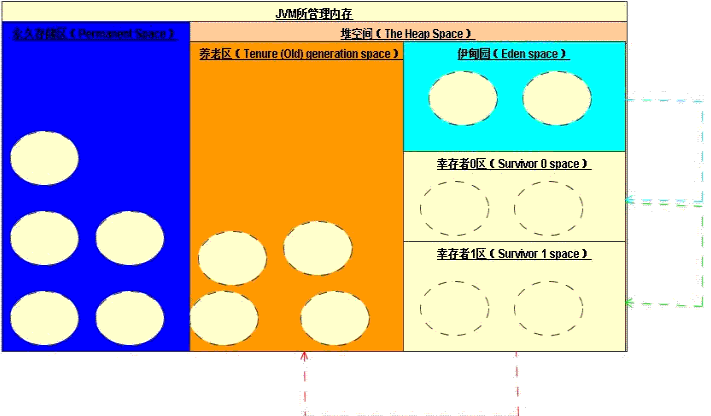 JVM所管理内存
永久存储区（Permanent Space）
堆空间（The Heap Space）
养老区（Tenure (Old) generation space）
伊甸园（Eden space）
幸存者0区（Survivor 0 space）
幸存者1区（Survivor 1 space）